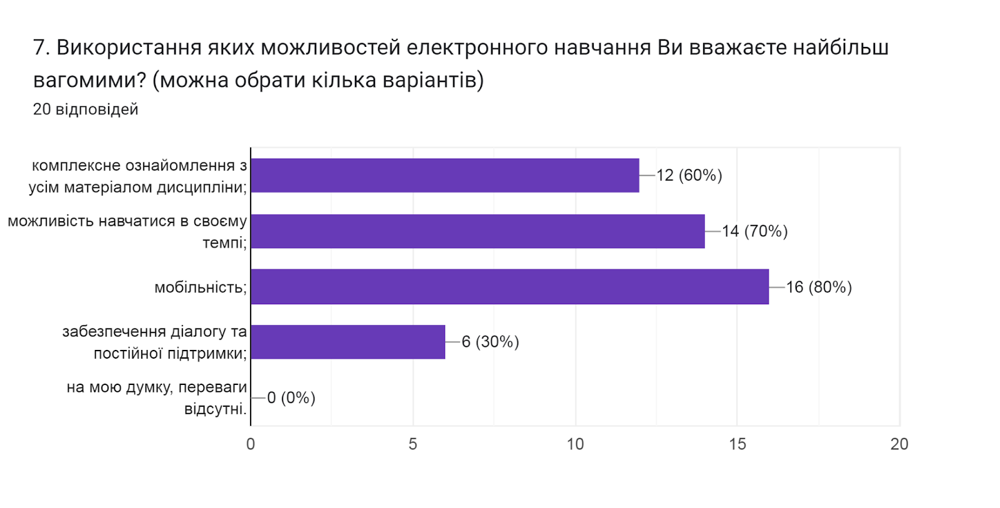 7. Використання яких можливостей електронного навчання Ви вважаєте найбільш
вагомими? (можна обрати кілька варіантів)
20 відповідей
комплексне ознайомлення з
усім матеріалом дисципліни;
12 (60%)
можливість навчатися в своєму
темпі;
14 (70%)
мобільність;
16 (80%)
забезпечення діалогу та
постійної підтримки;
6 (30%)
на мою думку, переваги
відсутні.
0 (0%)
0 5 10 15 20